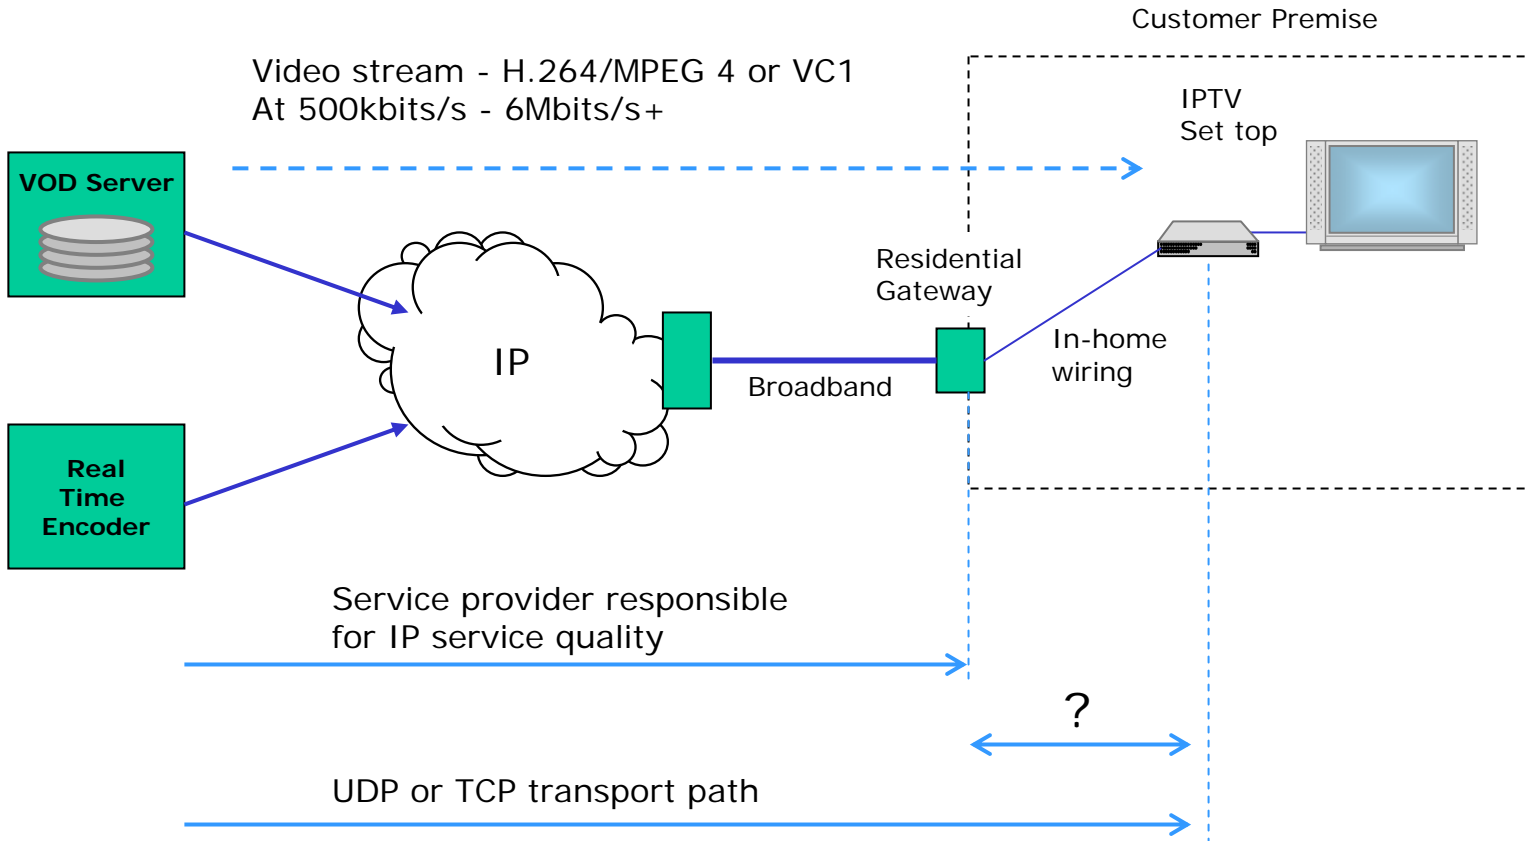 Customer Premise
Video stream - H.264/MPEG 4 or VC1
At 500kbits/s - 6Mbits/s+
IPTV
Set top
VOD Server
Residential
Gateway
IP
In-home
wiring
Broadband
Real
Time
Encoder
Service provider responsible
for IP service quality
?
UDP or TCP transport path